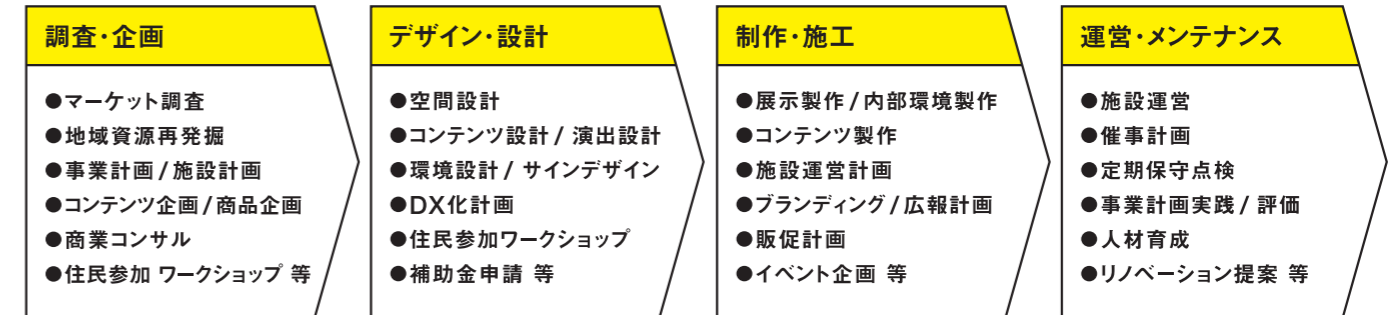 調査・企画
●マーケット調査
●地域資源再発掘
●事業計画/施設計画
●コンテンツ企画/商品企画
●商業コンサル
●住民参加 ワークショップ 等
デザイン・設計
●空間設計
●コンテンツ設計 / 演出設計
●環境設計 / サインデザイン
●DX化計画
●住民参加ワークショップ
●補助金申請 等
制作・施工
●展示製作 / 内部環境製作
●コンテンツ製作
●施設運営計画
●ブランディング / 広報計画
●販促計画
●イベント企画 等
運営・メンテナンス
●施設運営
●催事計画
●定期保守点検
●事業計画実践 / 評価
●人材育成
●リノベーション提案 等